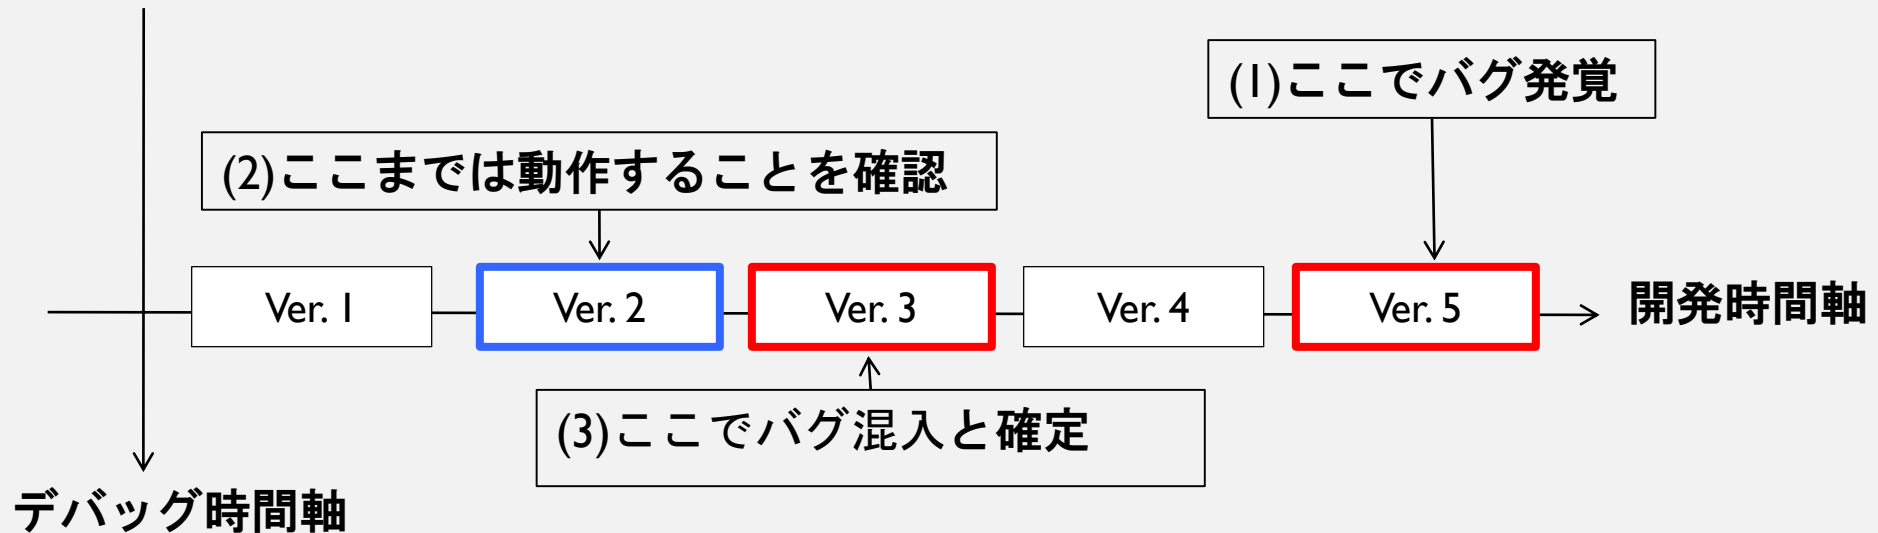 (1)ここでバグ発覚
(2)ここまでは動作することを確認
Ver. 1
Ver. 2
Ver. 3
Ver. 4
Ver. 5
開発時間軸
(3)ここでバグ混入と確定
デバッグ時間軸